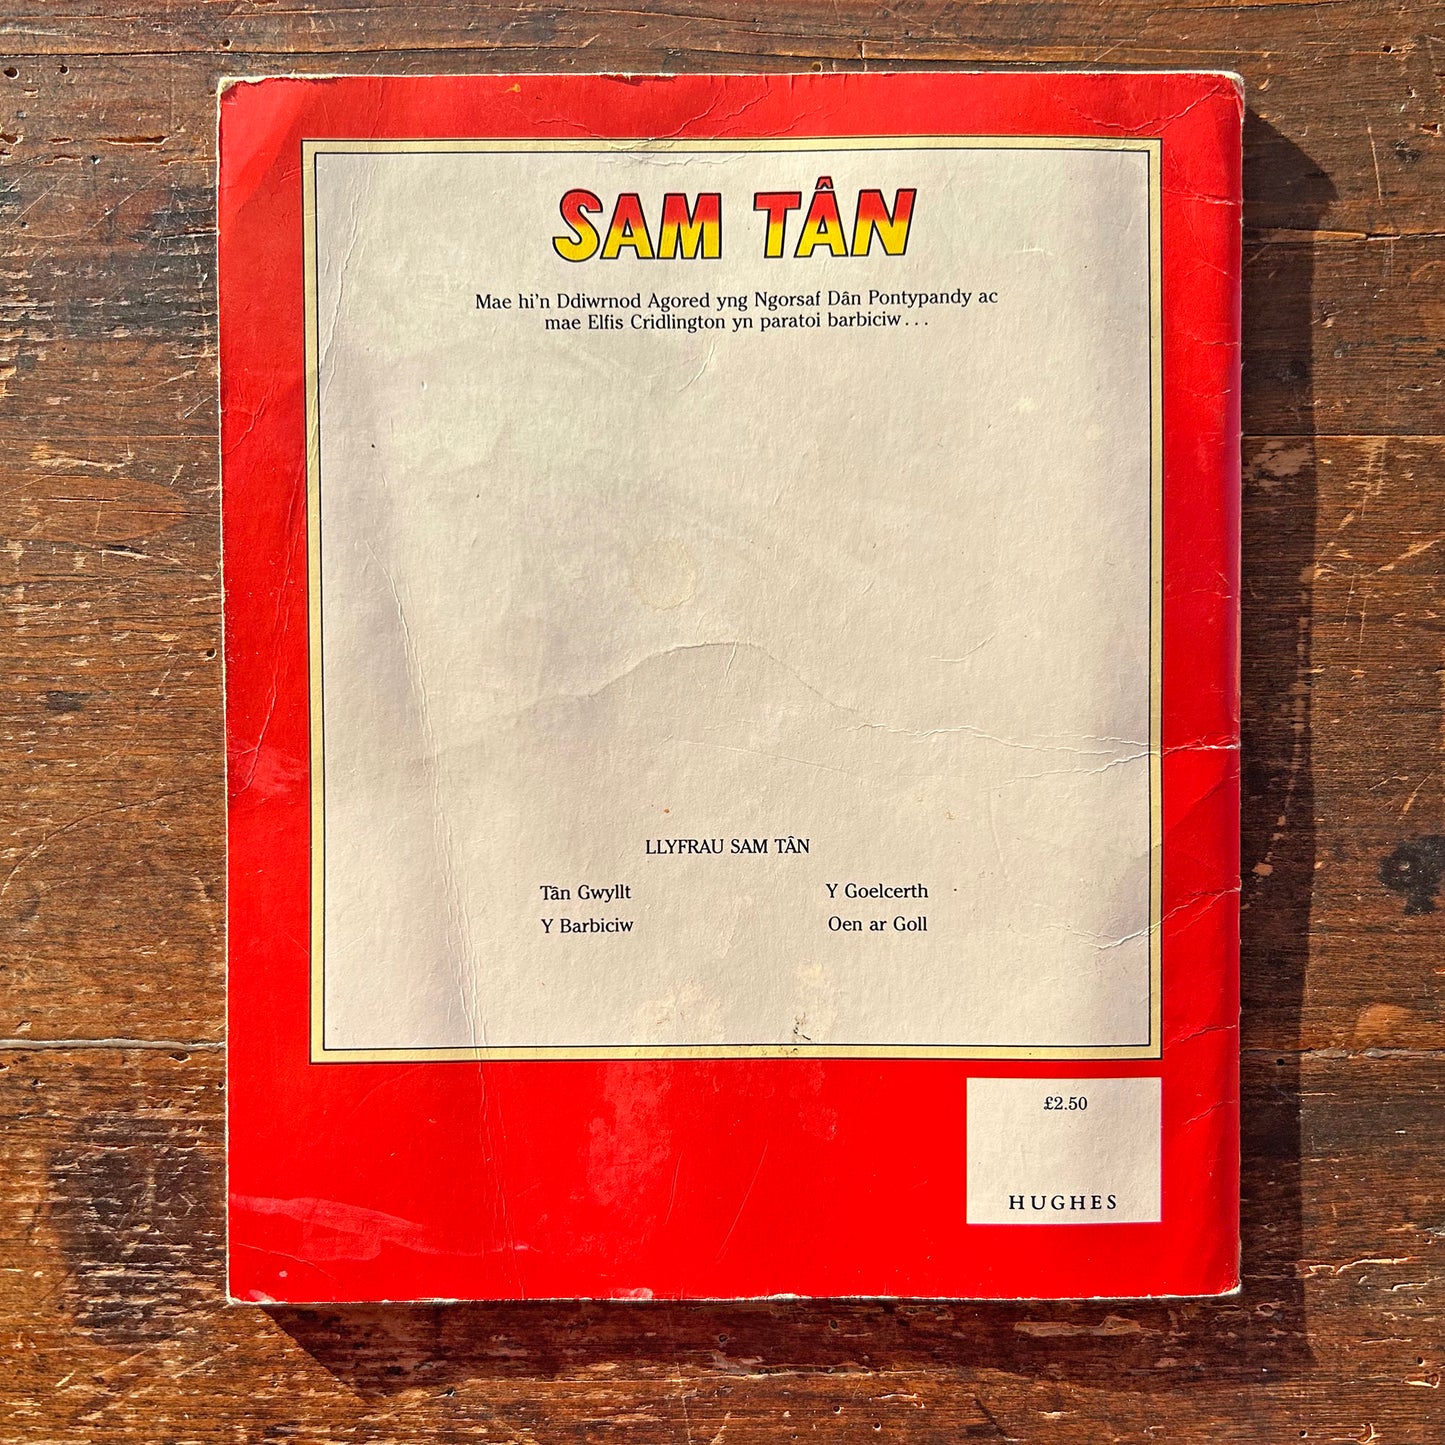 SAM TÂN
Mae hi'n Ddiwrnod Agored yng Ngorsaf Dân Pontypandy ac
mae Elfis Cridlington yn paratoi barbiciw...
LLYFRAU SAM TÂN
Tân Gwyllt
Y Barbiciw
Y Goelcerth
Oen ar Goll
£2.50
HUGHES